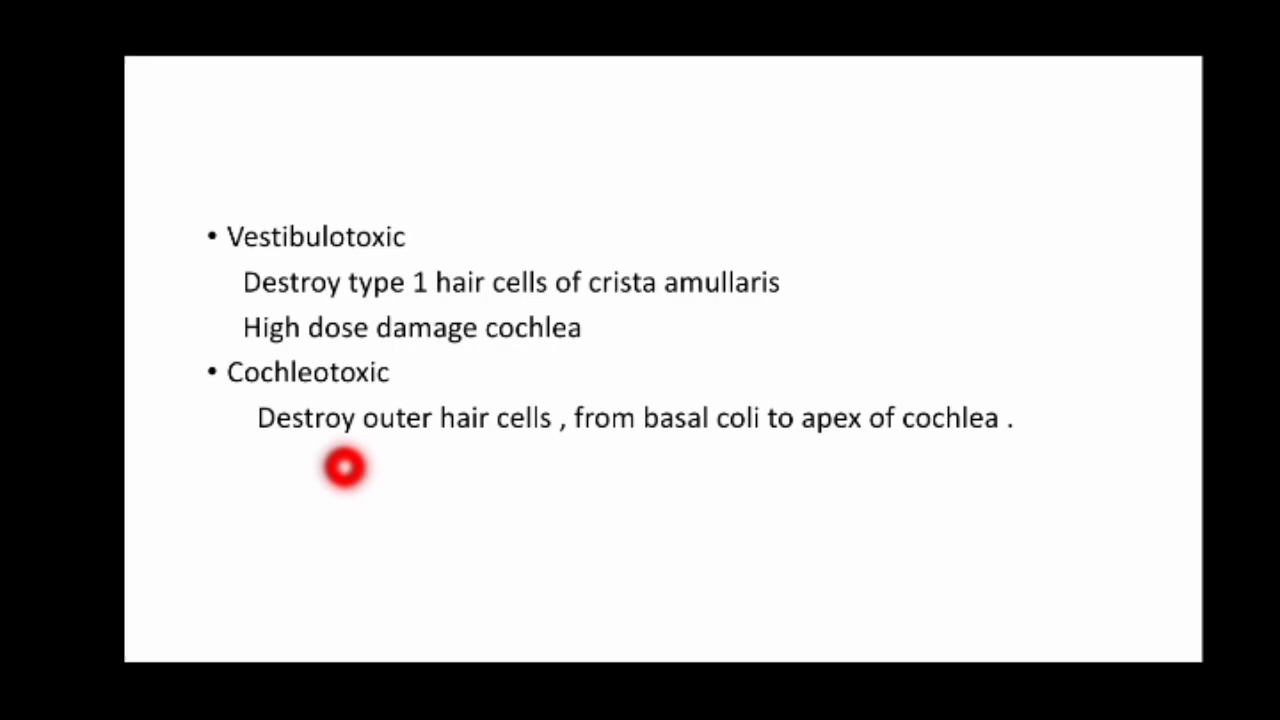 • Vestibulotoxic
Destroy type 1 hair cells of crista amullaris
High dose damage cochlea
• Cochleotoxic
Destroy outer hair cells , from basal coli to apex of cochlea .